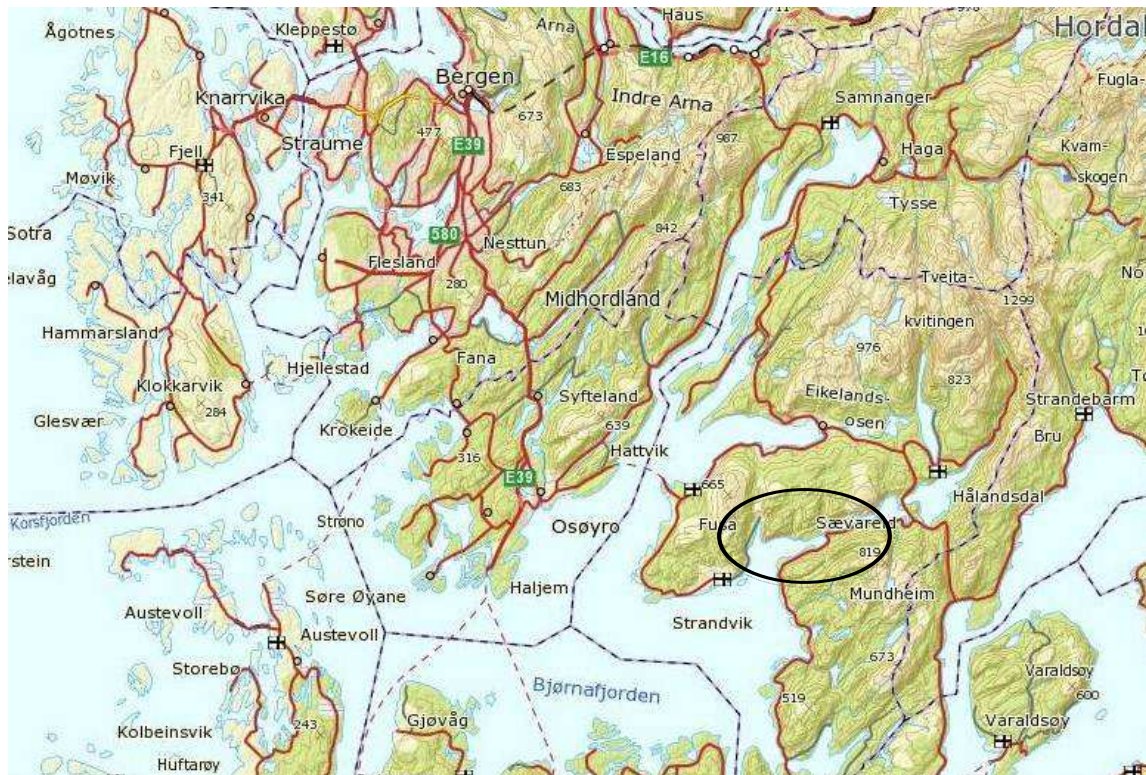 Ågotnes
Kleppestø
Arna
Haus
Hordal
E16
Bergen
Fugla-
Knarrvika
673
Indre Arna
Samnanger
Straume
477
E39
987
Fjell
Espeland
Haga
Kvam-
skogen
Møvik
341
683
Tysse
Sotra
580
Nesttun
842
elavåg
Flesland
280
Tveita-
No
Midhordland
1299
Hammarsland
kvitingen
Fana
976
Hjellestad
Klokkarvik
823
Syfteland
Eikelands-
osen
Strandebarm
Glesvær
284
Krokeide
639
Bru
316
Hattvik
E39
665
Hålandsdal
Korsfjorden
Strøno
Osøyro
Fusa
Sævareid
rstein
819
Haljem
Søre Øyane
Mundheim
Austevoll
Strandvik
Austevoll
Storebø
673
Varaldsøy
Bjørnafjorden
519
600
Gjøvåg
243
Kolbeinsvik
Varaldsøy
Huftarøy